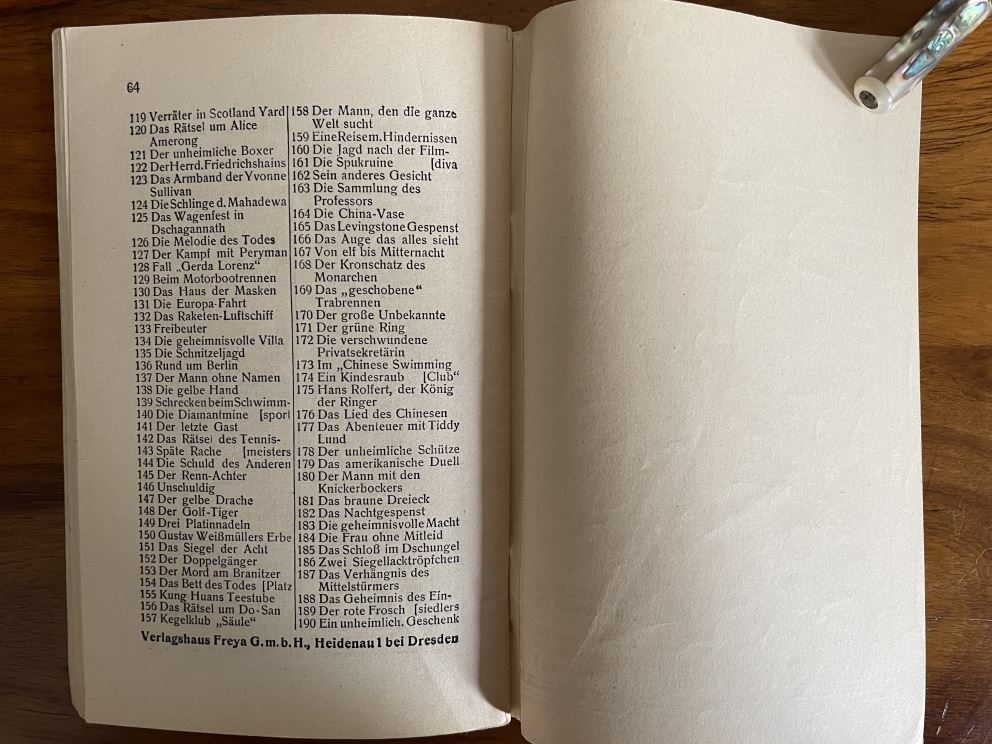 64
119 Verräter in Scotland Yard
120 Das Rätsel um Alice
Amerong
121 Der unheimliche Boxer
122 Der Herr d. Friedrichshains
123 Das Armband der Yvonne
Sullivan
124 Die Schlinge d. Mahadewa
125 Das Wagenfest in
Dschagannath
126 Die Melodie des Todes
127 Der Kampf mit Peryman
128 Fall „Gerda Lorenz“
129 Beim Motorbootrennen
130 Das Haus der Masken
131 Die Europa-Fahrt
132 Das Raketen-Luftschiff
133 Freibeuter
134 Die geheimnisvolle Villa
135 Die Schnitzeljagd
136 Rund um Berlin
137 Der Mann ohne Namen
138 Die gelbe Hand
139 Schrecken beim Schwimm-
140 Die Diamantmine [sport
141 Der letzte Gast
142 Das Rätsel des Tennis-
143 Späte Rache [meisters
144 Die Schuld des Anderen
145 Der Renn-Achter
146 Unschuldig
147 Der gelbe Drache
148 Der Golf-Tiger
149 Drei Platinnadeln
150 Gustav Weißmüllers Erbe
151 Das Siegel der Acht
152 Der Doppelgänger
153 Der Mord am Branitzer
154 Das Bett des Todes [Platz
155 Kung Huans Teestube
156 Das Rätsel um Do-San
157 Kegelklub „Säule“
158 Der Mann, den die ganze
Welt sucht
159 Eine Reise m. Hindernissen
160 Die Jagd nach der Film-
161 Die Spukruine [diva
162 Sein anderes Gesicht
163 Die Sammlung des
Professors
164 Die China-Vase
165 Das Levingstone Gespenst
166 Das Auge das alles sieht
167 Von elf bis Mitternacht
168 Der Kronschatz des
Monarchen
169 Das „geschobene“
Trabrennen
170 Der große Unbekannte
171 Der grüne Ring
172 Die verschwundene
Privatsekretärin
173 Im „Chinese Swimming
174 Ein Kindesraub [Club“
175 Hans Rolfert, der König
der Ringer
176 Das Lied des Chinesen
177 Das Abenteuer mit Tiddy
Lund
178 Der unheimliche Schütze
179 Das amerikanische Duell
180 Der Mann mit den
Knickerbockers
181 Das braune Dreieck
182 Das Nachtgespenst
183 Die geheimnisvolle Macht
184 Die Frau ohne Mitleid
185 Das Schloß im Dschungel
186 Zwei Siegellacktröpfchen
187 Das Verhängnis des
Mittelstürmers
188 Das Geheimnis des Ein-
189 Der rote Frosch [siedlers
190 Ein unheimlich. Geschenk
Verlagshaus Freya G. m. b. H., Heidenau 1 bei Dresden